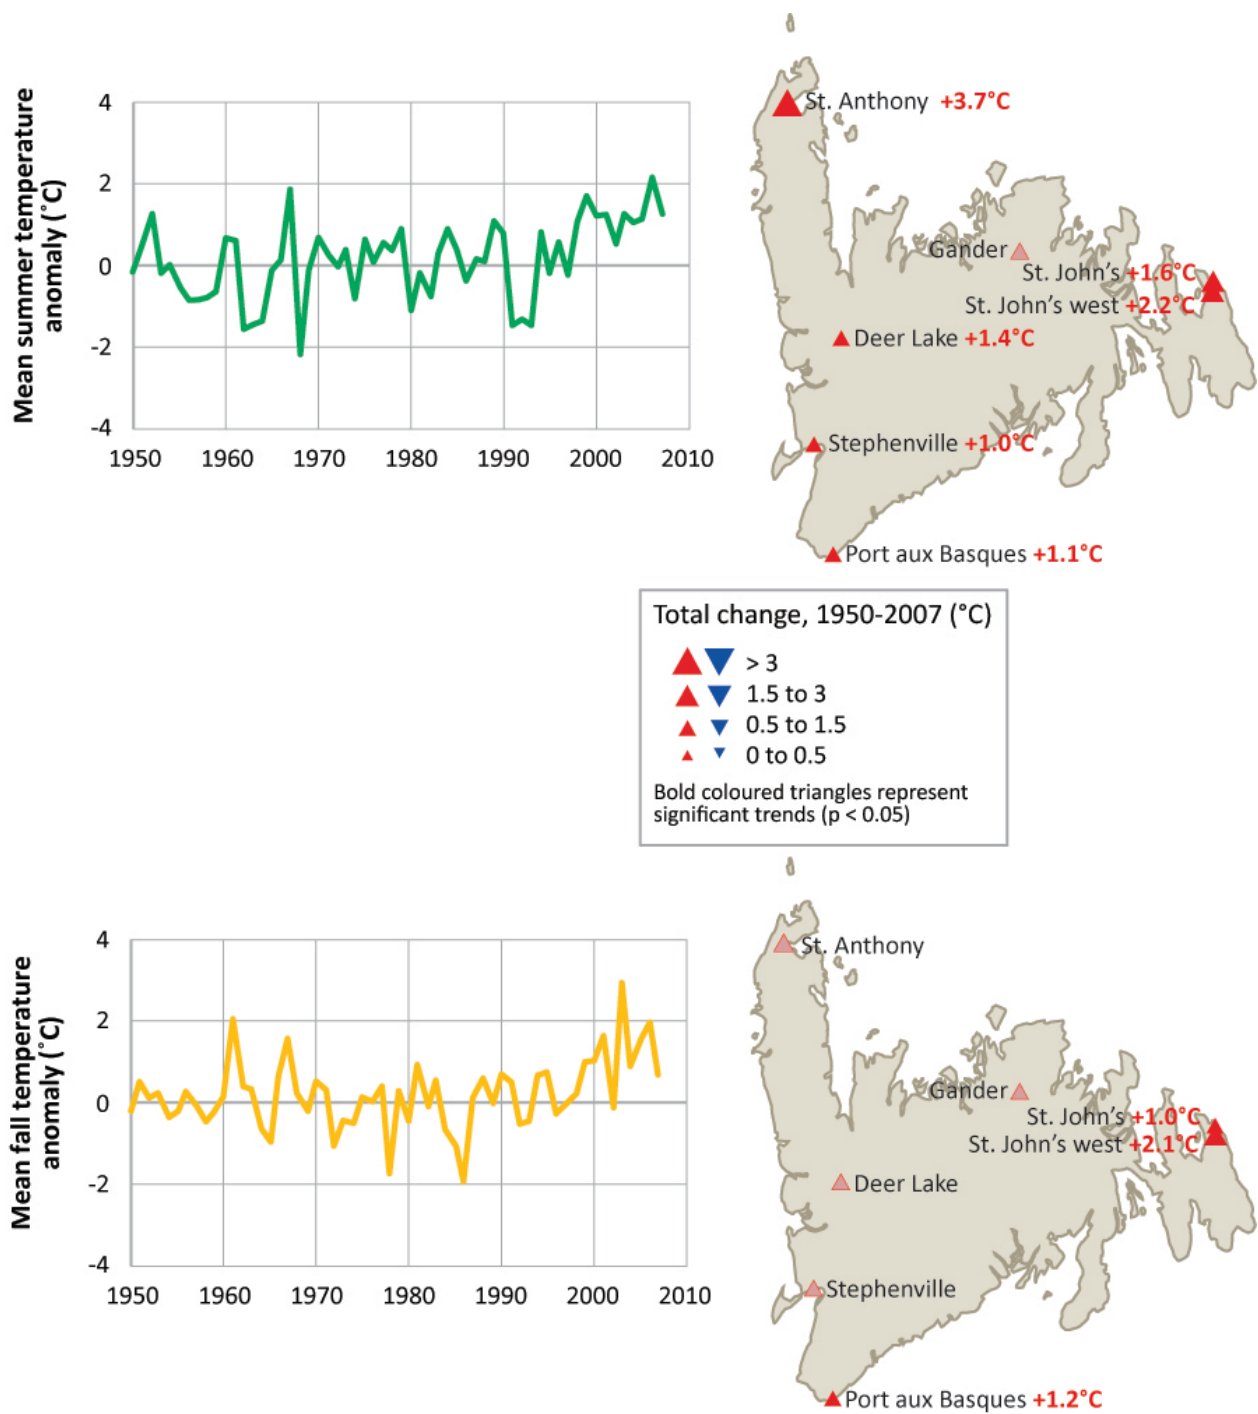 Mean summer temperature
anomaly (˚C)
4
2
0
-2
-4
1950 1960 1970 1980 1990 2000 2010
St. Anthony +3.7°C
Gander
St. John's +1.6°C
St. John's west +2.2°C
Deer Lake +1.4°C
Stephenville +1.0°C
Port aux Basques +1.1°C
Total change, 1950-2007 (°C)
> 3
1.5 to 3
0.5 to 1.5
0 to 0.5
Bold coloured triangles represent
significant trends (p < 0.05)
Mean fall temperature
anomaly (˚C)
4
2
0
-2
-4
1950 1960 1970 1980 1990 2000 2010
St. Anthony
Gander
St. John's +1.0°C
St. John's west +2.1°C
Deer Lake
Stephenville
Port aux Basques +1.2°C